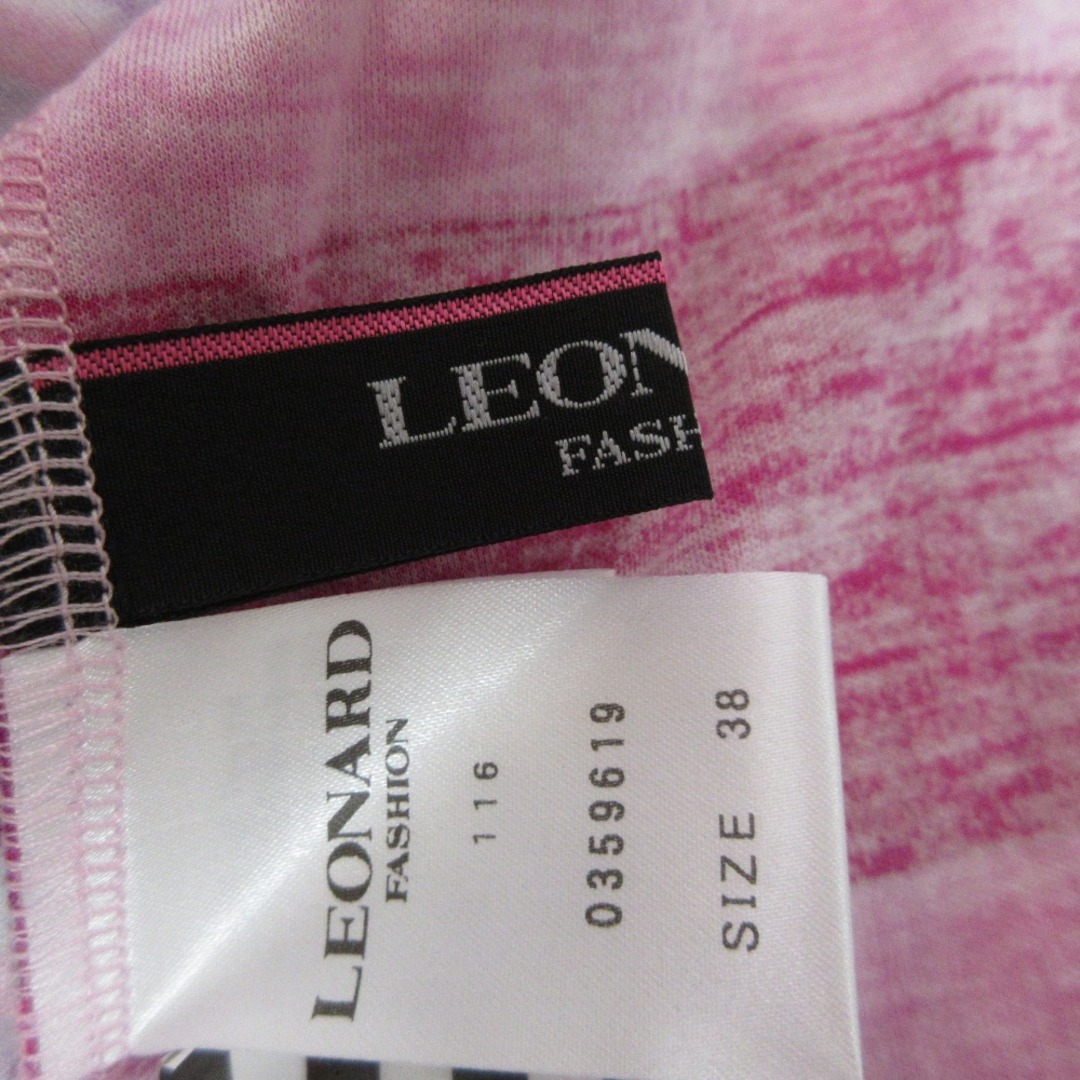 LEON
FASH
LEONARD
FASHION
116
0359619
SIZE 38